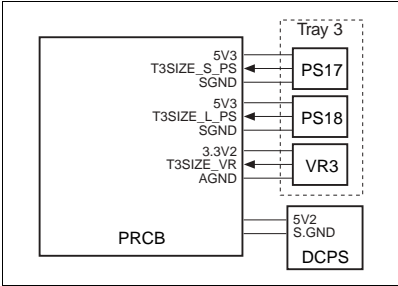 Tray 3
5V3
T3SIZE_S_PS
SGND
PS17
5V3
T3SIZE_L_PS
SGND
PS18
3.3V2
T3SIZE_VR
AGND
VR3
PRCB
5V2
S.GND
DCPS